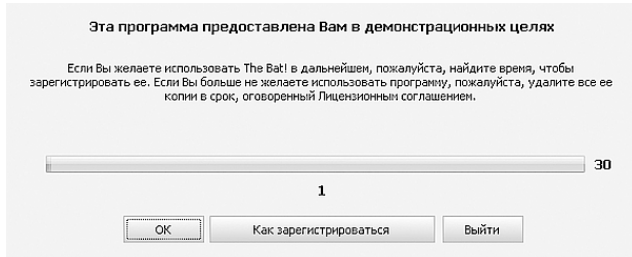 Эта программа предоставлена Вам в демонстрационных целях
Если Вы желаете использовать The Bat! в дальнейшем, пожалуйста, найдите время, чтобы
зарегистрировать ее. Если Вы больше не желаете использовать программу, пожалуйста, удалите все ее
копии в срок, оговоренный Лицензионным соглашением.
30
1
OK
Как зарегистрироваться
Выйти